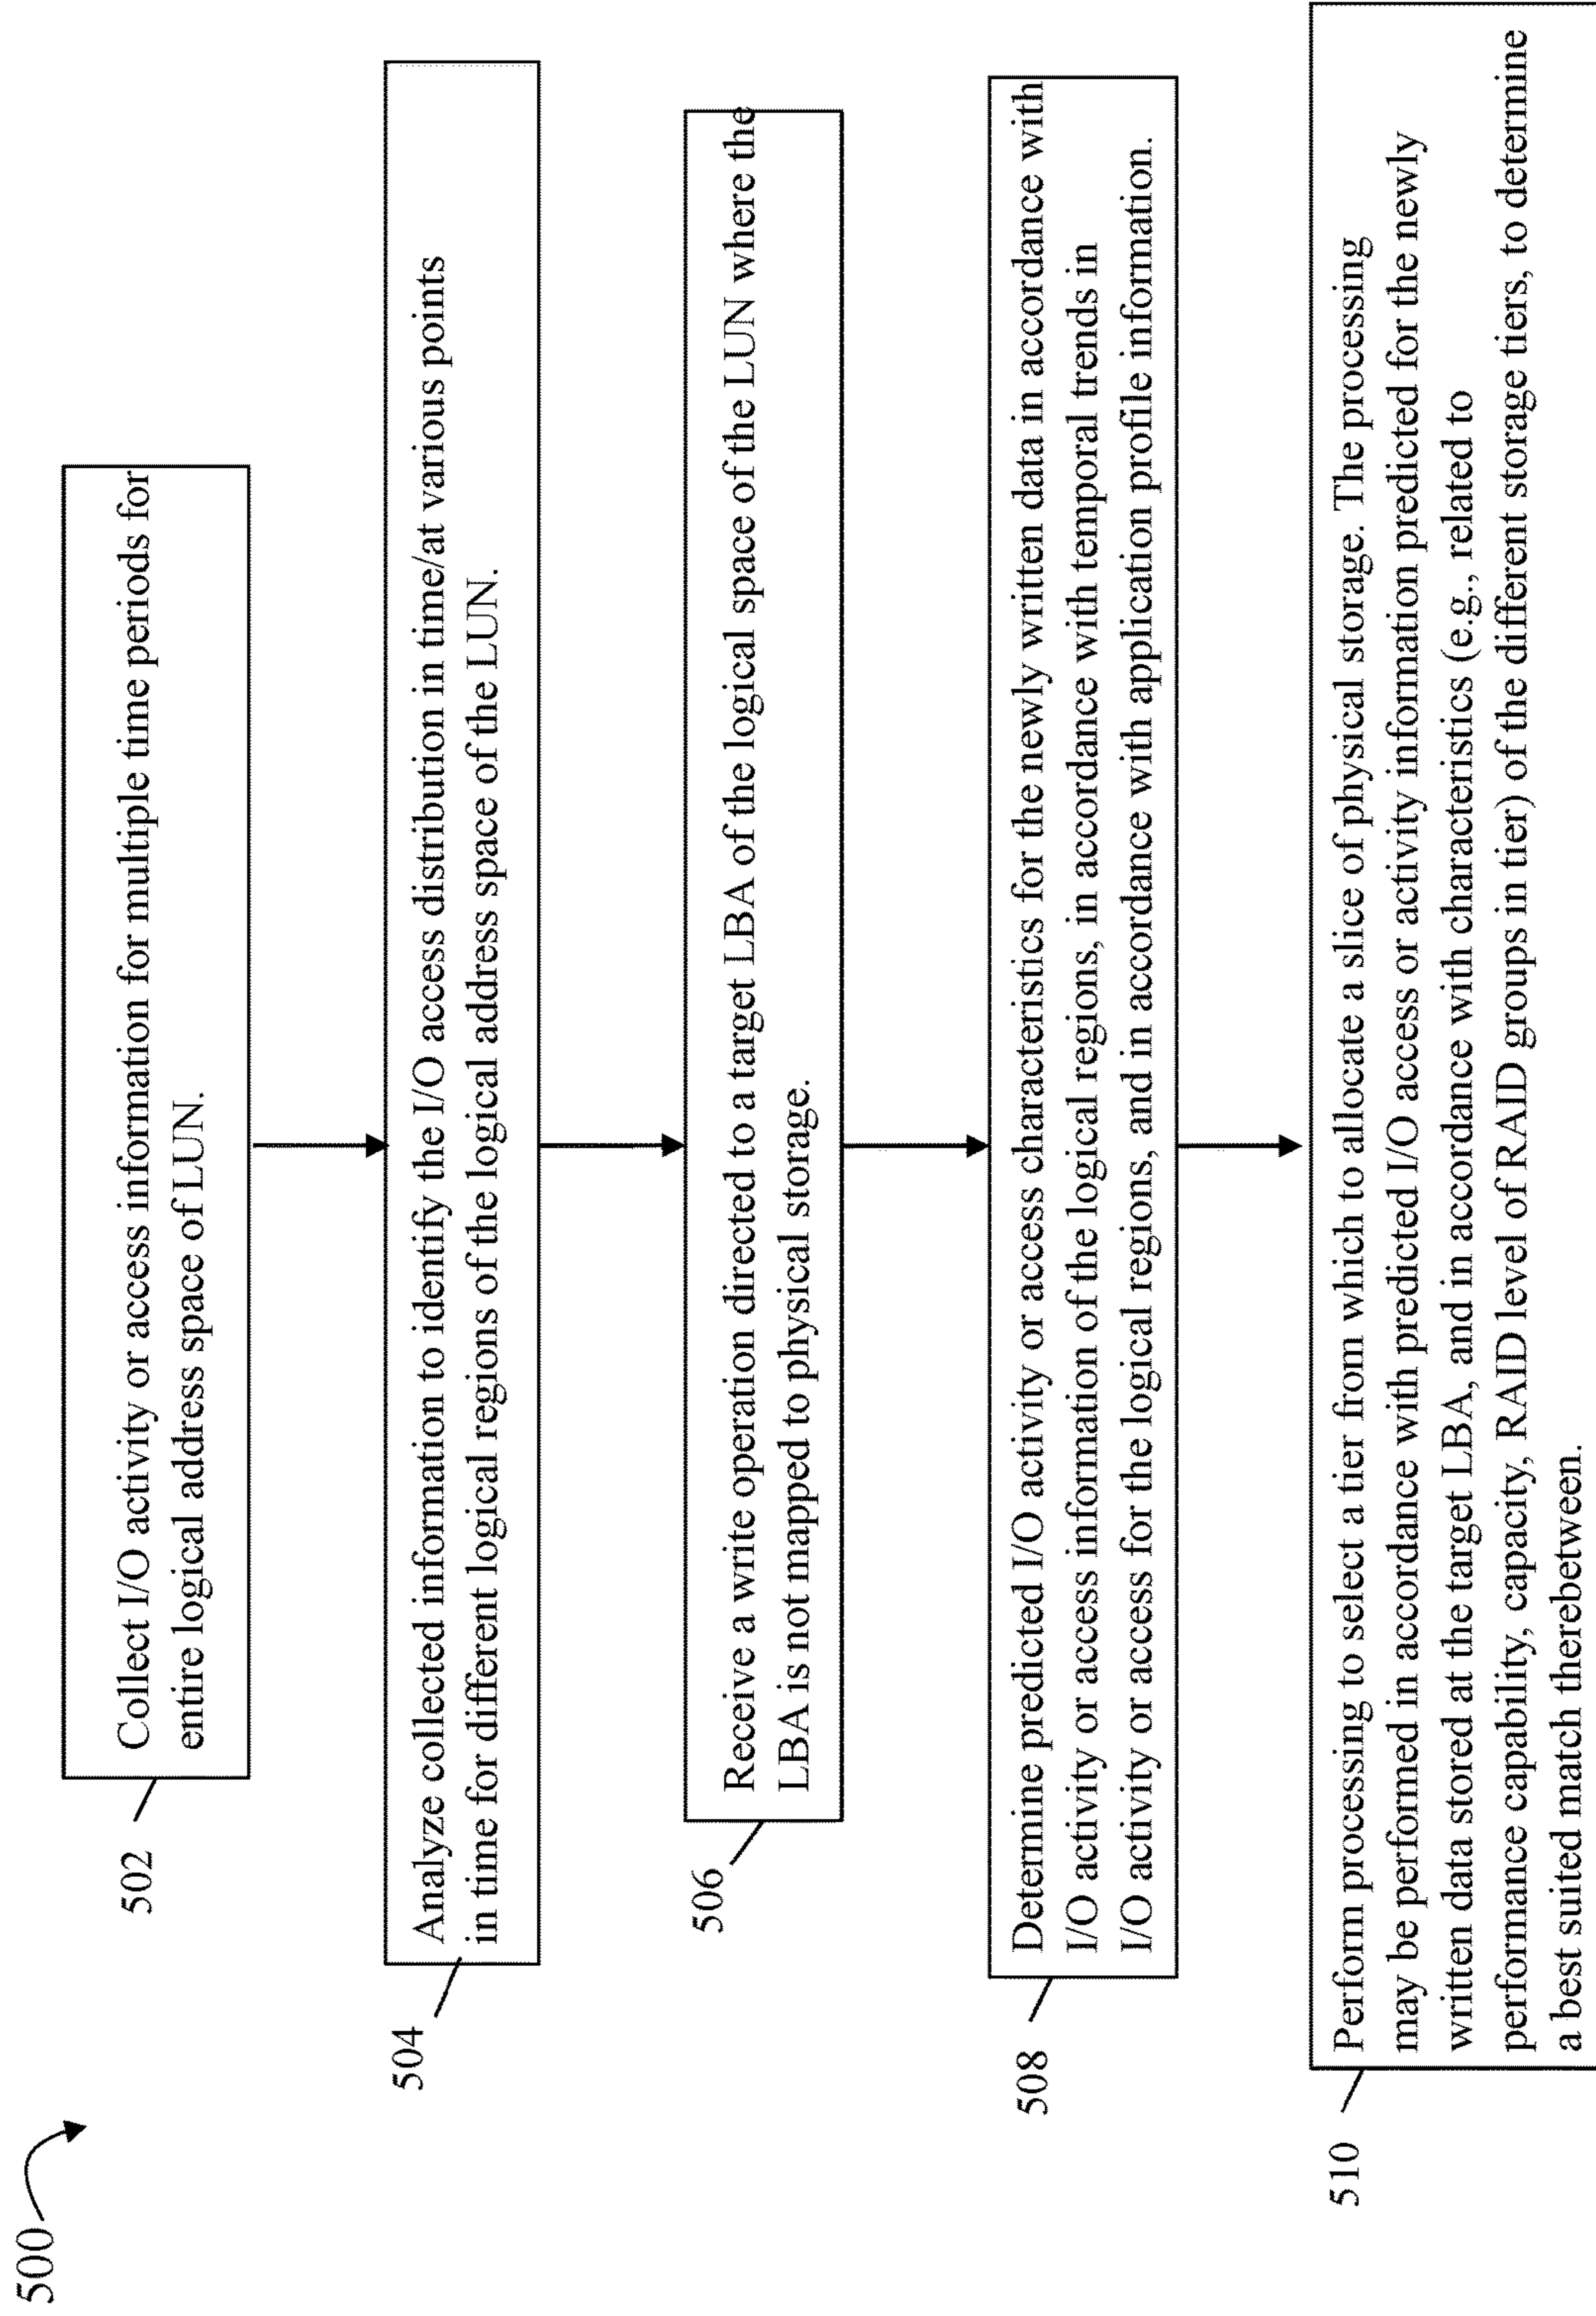 500
502
Collect I/O activity or access information for multiple time periods for
entire logical address space of LUN.
504
Analyze collected information to identify the I/O access distribution in time/at various points
in time for different logical regions of the logical address space of the LUN.
506
Receive a write operation directed to a target LBA of the logical space of the LUN where the
LBA is not mapped to physical storage.
508
Determine predicted I/O activity or access characteristics for the newly written data in accordance with
I/O activity or access information of the logical regions, in accordance with temporal trends in
I/O activity or access for the logical regions, and in accordance with application profile information.
510
Perform processing to select a tier from which to allocate a slice of physical storage. The processing
may be performed in accordance with predicted I/O access or activity information predicted for the newly
written data stored at the target LBA, and in accordance with characteristics (e.g., related to
performance capability, capacity, RAID level of RAID groups in tier) of the different storage tiers, to determine
a best suited match therebetween.